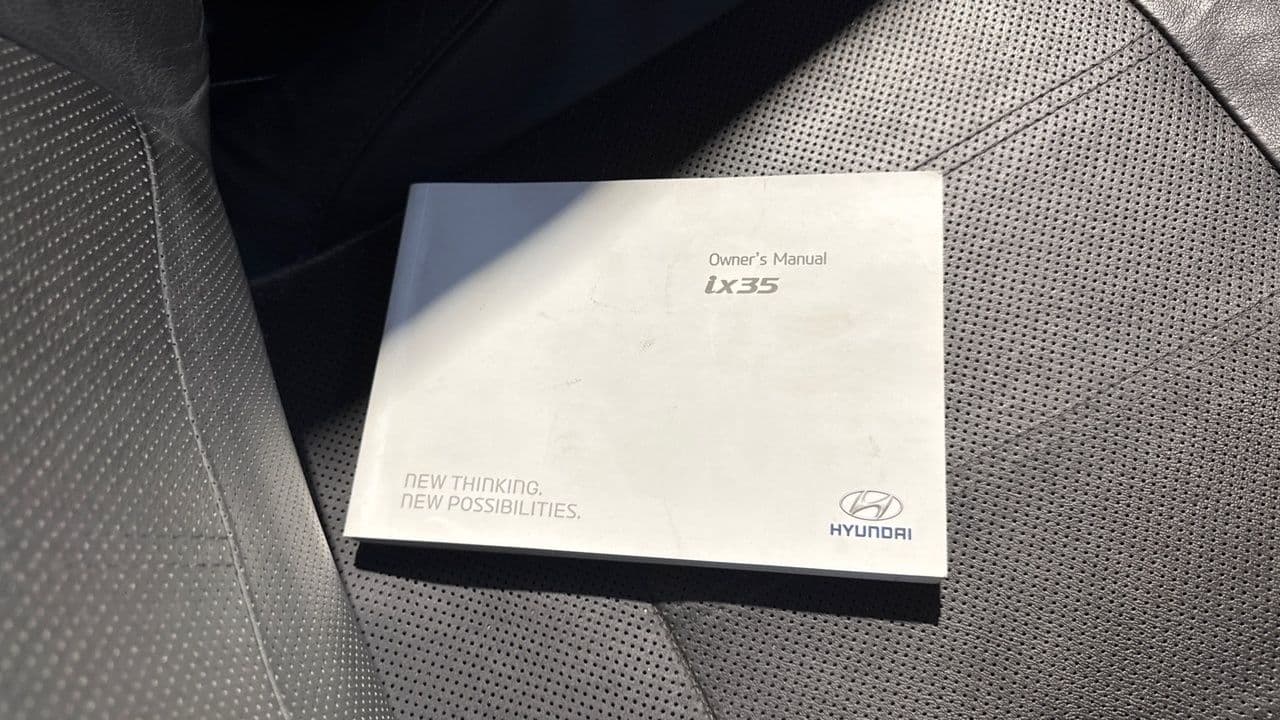 Owner's Manual
ix35
NEW THINKING.
NEW POSSIBILITIES.
HYUNDAI